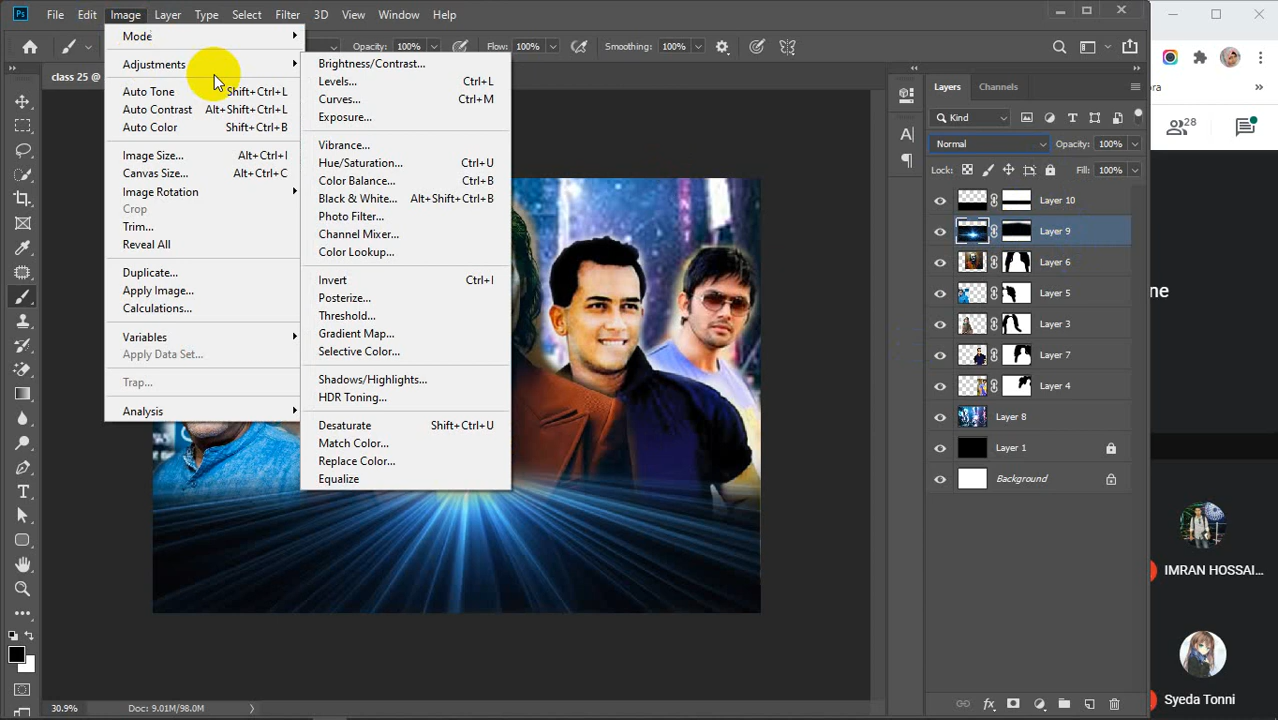 Ps File Edit Image Layer Type Select Filter 3D View Window Help
Opacity: 100% Flow: 100% Smoothing: 100%
class 25 @
Mode
Adjustments
Auto Tone Shift+Ctrl+L
Auto Contrast Alt+Shift+Ctrl+L
Auto Color Shift+Ctrl+B
Image Size... Alt+Ctrl+I
Canvas Size... Alt+Ctrl+C
Image Rotation
Crop
Trim...
Reveal All
Duplicate...
Apply Image...
Calculations...
Variables
Apply Data Set...
Trap...
Analysis
Brightness/Contrast...
Levels... Ctrl+L
Curves... Ctrl+M
Exposure...
Vibrance...
Hue/Saturation... Ctrl+U
Color Balance... Ctrl+B
Black & White... Alt+Shift+Ctrl+B
Photo Filter...
Channel Mixer...
Color Lookup...
Invert Ctrl+I
Posterize...
Threshold...
Gradient Map...
Selective Color...
Shadows/Highlights...
HDR Toning...
Desaturate Shift+Ctrl+U
Match Color...
Replace Color...
Equalize
Layers Channels
Kind
Normal Opacity: 100%
Lock: Fill: 100%
Layer 10
Layer 9
Layer 6
Layer 5
Layer 3
Layer 7
Layer 4
Layer 8
Layer 1
Background
ora
28
ne
IMRAN HOSSAI...
Syeda Tonni
30.9% Doc: 9.01M/98.0M